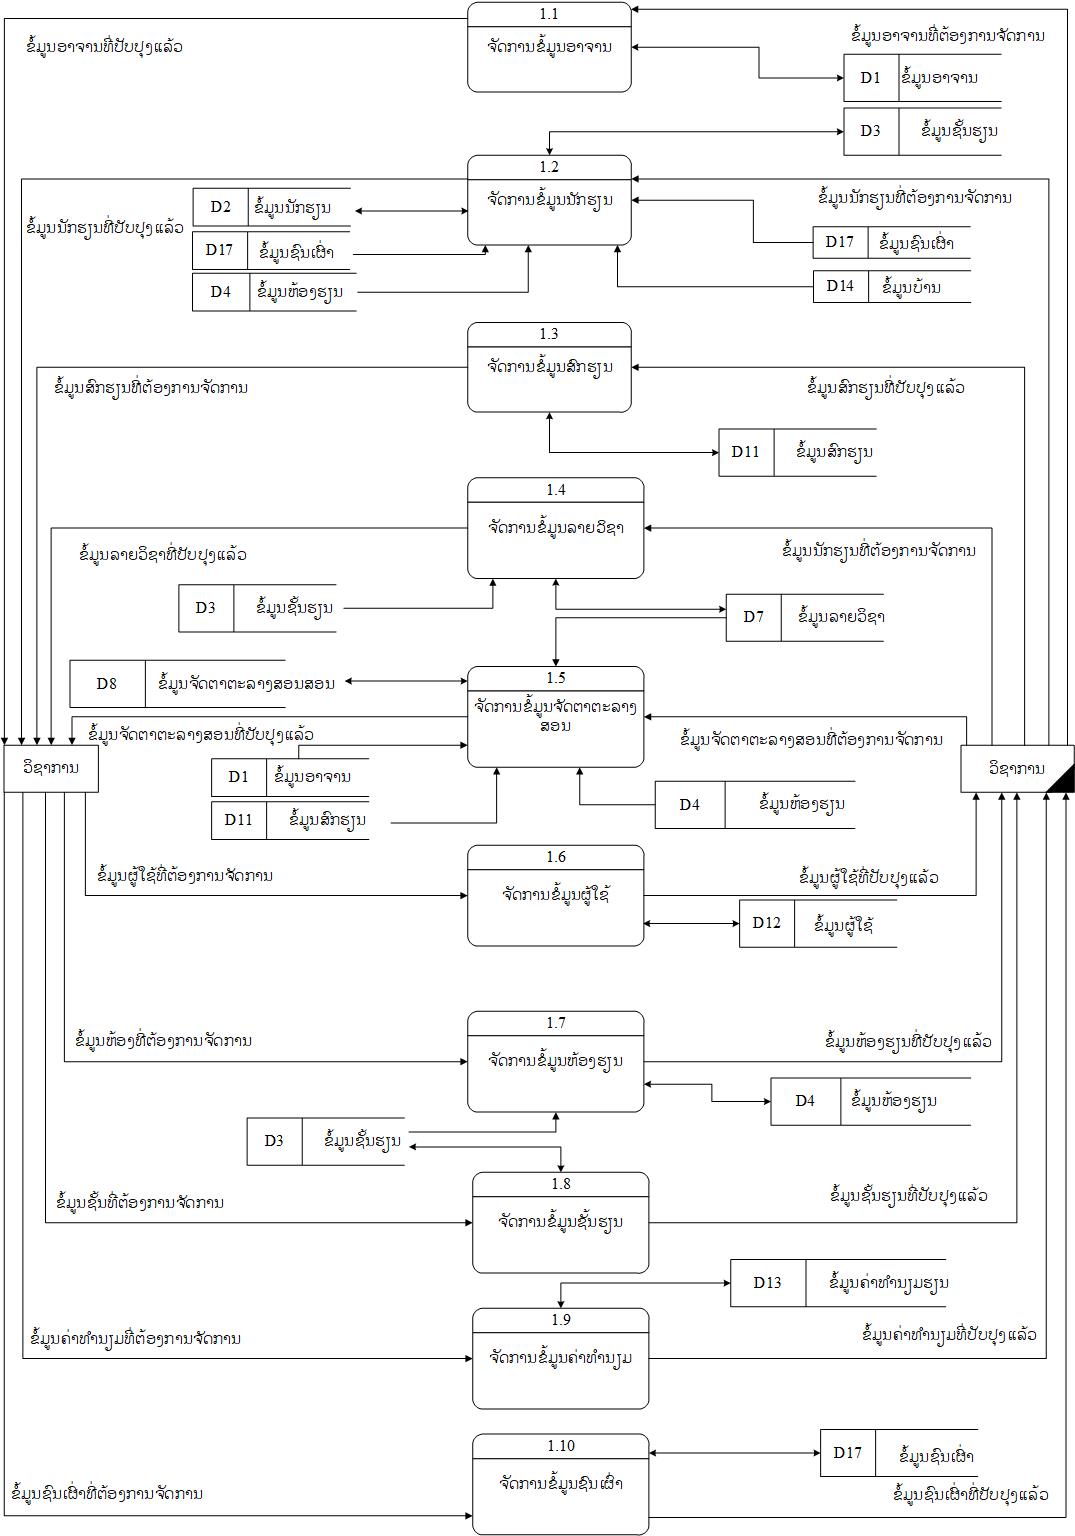 1.1
ຂໍ້ມູນອາຈານທີ່ປັບປຸງແລ້ວ
ຈັດການຂໍ້ມູນອາຈານ
ຂໍ້ມູນອາຈານທີ່ຕ້ອງການຈັດການ
D1 ຂໍ້ມູນອາຈານ
D3 ຂໍ້ມູນຊັ້ນຮຽນ
1.2
ຈັດການຂໍ້ມູນນັກຮຽນ
ຂໍ້ມູນນັກຮຽນທີ່ຕ້ອງການຈັດການ
D2 ຂໍ້ມູນນັກຮຽນ
ຂໍ້ມູນນັກຮຽນທີ່ປັບປຸງແລ້ວ
D17 ຂໍ້ມູນຊົນເຜົ່າ
D17 ຂໍ້ມູນຊົນເຜົ່າ
D4 ຂໍ້ມູນຫ້ອງຮຽນ
D14 ຂໍ້ມູນບ້ານ
1.3
ຈັດການຂໍ້ມູນສົກຮຽນ
ຂໍ້ມູນສົກຮຽນທີ່ຕ້ອງການຈັດການ
ຂໍ້ມູນສົກຮຽນທີ່ປັບປຸງແລ້ວ
D11 ຂໍ້ມູນສົກຮຽນ
1.4
ຈັດການຂໍ້ມູນລາຍວິຊາ
ຂໍ້ມູນລາຍວິຊາທີ່ປັບປຸງແລ້ວ
ຂໍ້ມູນນັກຮຽນທີ່ຕ້ອງການຈັດການ
D3 ຂໍ້ມູນຊັ້ນຮຽນ
D7 ຂໍ້ມູນລາຍວິຊາ
D8 ຂໍ້ມູນຈັດຕາຕະລາງສອນສອນ
1.5
ຈັດການຂໍ້ມູນຈັດຕາຕະລາງ
ສອນ
ຂໍ້ມູນຈັດຕາຕະລາງສອນທີ່ປັບປຸງແລ້ວ
ຂໍ້ມູນຈັດຕາຕະລາງສອນທີ່ຕ້ອງການຈັດການ
ວິຊາການ
ວິຊາການ
D1 ຂໍ້ມູນອາຈານ
D11 ຂໍ້ມູນສົກຮຽນ
D4 ຂໍ້ມູນຫ້ອງຮຽນ
1.6
ຂໍ້ມູນຜູ້ໃຊ້ທີ່ຕ້ອງການຈັດການ
ຈັດການຂໍ້ມູນຜູ້ໃຊ້
ຂໍ້ມູນຜູ້ໃຊ້ທີ່ປັບປຸງແລ້ວ
D12 ຂໍ້ມູນຜູ້ໃຊ້
1.7
ຂໍ້ມູນຫ້ອງທີ່ຕ້ອງການຈັດການ
ຈັດການຂໍ້ມູນຫ້ອງຮຽນ
ຂໍ້ມູນຫ້ອງຮຽນທີ່ປັບປຸງແລ້ວ
D4 ຂໍ້ມູນຫ້ອງຮຽນ
D3 ຂໍ້ມູນຊັ້ນຮຽນ
1.8
ຂໍ້ມູນຊັ້ນທີ່ຕ້ອງການຈັດການ
ຈັດການຂໍ້ມູນຊັ້ນຮຽນ
ຂໍ້ມູນຊັ້ນຮຽນທີ່ປັບປຸງແລ້ວ
D13 ຂໍ້ມູນຄ່າທຳນຽມຮຽນ
1.9
ຂໍ້ມູນຄ່າທຳນຽມທີ່ຕ້ອງການຈັດການ
ຈັດການຂໍ້ມູນຄ່າທຳນຽມ
ຂໍ້ມູນຄ່າທຳນຽມທີ່ປັບປຸງແລ້ວ
1.10
D17 ຂໍ້ມູນຊົນເຜົ່າ
ຈັດການຂໍ້ມູນຊົນເຜົ່າ
ຂໍ້ມູນຊົນເຜົ່າທີ່ຕ້ອງການຈັດການ
ຂໍ້ມູນຊົນເຜົ່າທີ່ປັບປຸງແລ້ວ